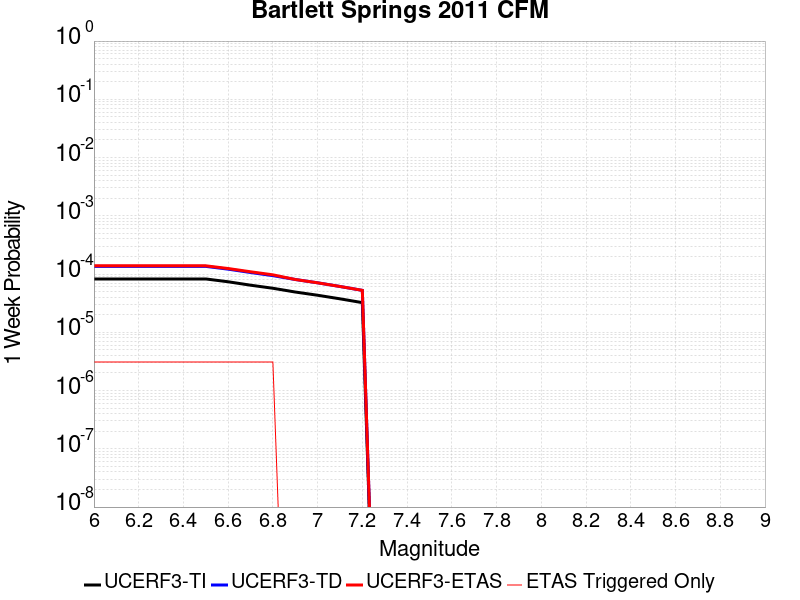 Bartlett Springs 2011 CFM
10^0
10^-1
10^-2
10^-3
10^-4
10^-5
10^-6
10^-7
10^-8
1 Week Probability
6 6.2 6.4 6.6 6.8 7 7.2 7.4 7.6 7.8 8 8.2 8.4 8.6 8.8 9
Magnitude
UCERF3-TI UCERF3-TD UCERF3-ETAS ETAS Triggered Only